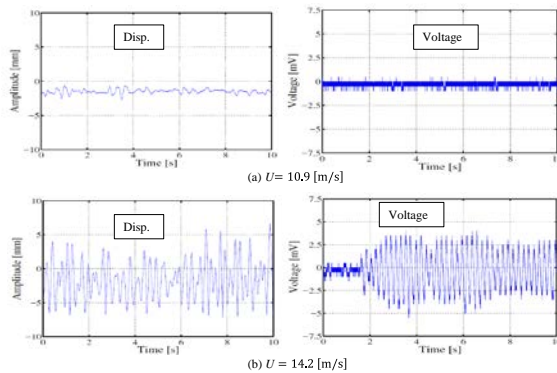 Disp.
Amplitude [mm]
10
5
0
−5
−10
0 2 4 6 8 10
Time [s]
Voltage
Voltage [mV]
7.5
5
2.5
0
−2.5
−5
−7.5
0 2 4 6 8 10
Time [s]
(a) U= 10.9 [m/s]
Disp.
Amplitude [mm]
10
5
0
−5
−10
0 2 4 6 8 10
Time [s]
Voltage
Voltage [mV]
7.5
5
2.5
0
−2.5
−5
−7.5
0 2 4 6 8 10
Time [s]
(b) U = 14.2 [m/s]